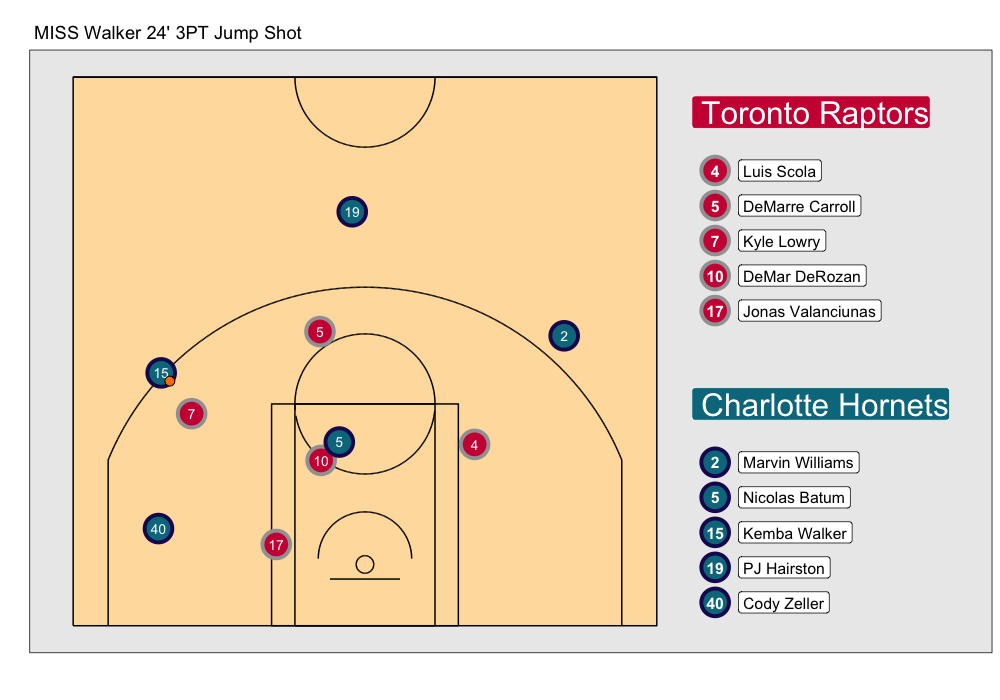 MISS Walker 24' 3PT Jump Shot
Toronto Raptors
4 Luis Scola
5 DeMarre Carroll
7 Kyle Lowry
10 DeMar DeRozan
17 Jonas Valanciunas
Charlotte Hornets
2 Marvin Williams
5 Nicolas Batum
15 Kemba Walker
19 PJ Hairston
40 Cody Zeller
19
5
2
15
7
5
4
10
40
17